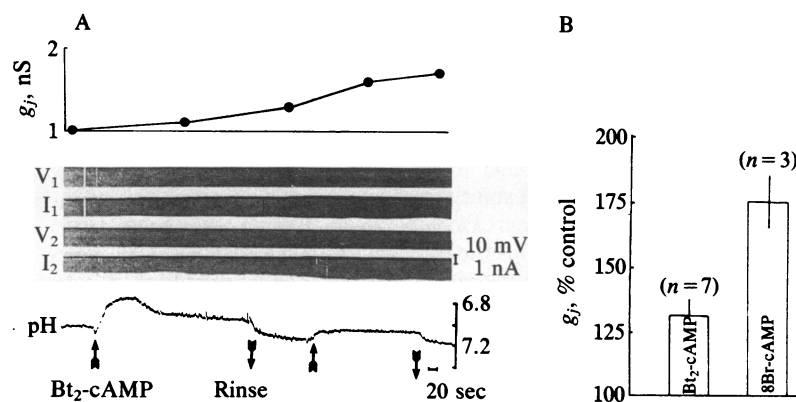 A
2
g_j, nS
1
V₁
I₁
V₂
I₂
10 mV
1 nA
pH
6.8
7.2
Bt₂-cAMP
Rinse
20 sec
B
200
175
150
125
100
g_j, % control
(n = 7)
(n = 3)
Bt₂-cAMP
8Br-cAMP